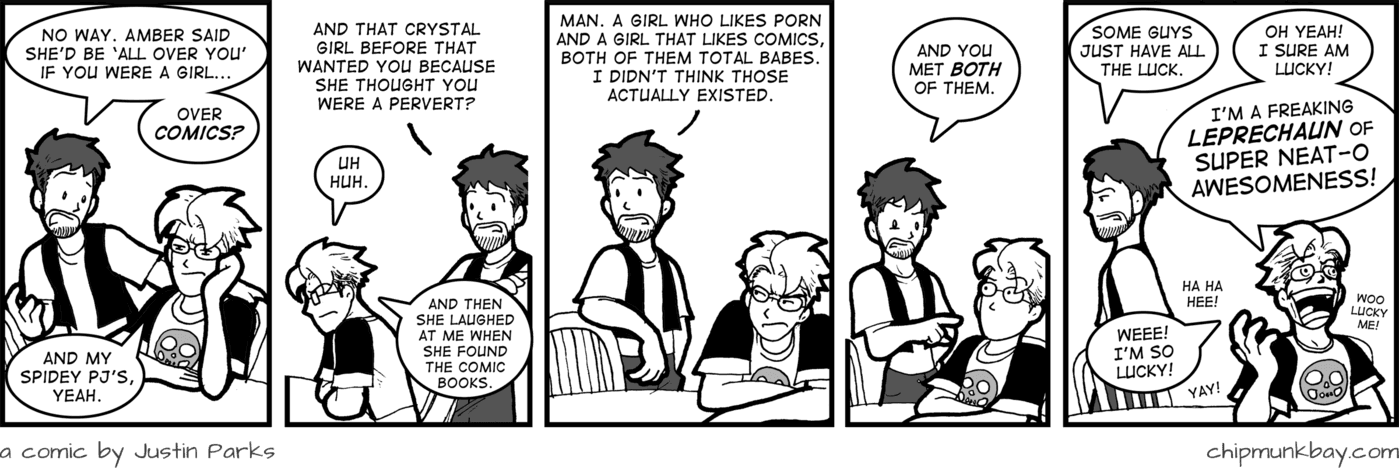 NO WAY. AMBER SAID
SHE'D BE 'ALL OVER YOU'
IF YOU WERE A GIRL...
OVER
COMICS?
AND MY
SPIDEY PJ'S,
YEAH.
AND THAT CRYSTAL
GIRL BEFORE THAT
WANTED YOU BECAUSE
SHE THOUGHT YOU
WERE A PERVERT?
UH
HUH.
AND THEN
SHE LAUGHED
AT ME WHEN
SHE FOUND
THE COMIC
BOOKS.
MAN. A GIRL WHO LIKES PORN
AND A GIRL THAT LIKES COMICS,
BOTH OF THEM TOTAL BABES.
I DIDN'T THINK THOSE
ACTUALLY EXISTED.
AND YOU
MET BOTH
OF THEM.
SOME GUYS
JUST HAVE ALL
THE LUCK.
OH YEAH!
I SURE AM
LUCKY!
I'M A FREAKING
LEPRECHAUN OF
SUPER NEAT-O
AWESOMENESS!
HA HA
HEE!
WEEE!
I'M SO
LUCKY!
YAY!
WOO
LUCKY
ME!
a comic by Justin Parks
chipmunkbay.com